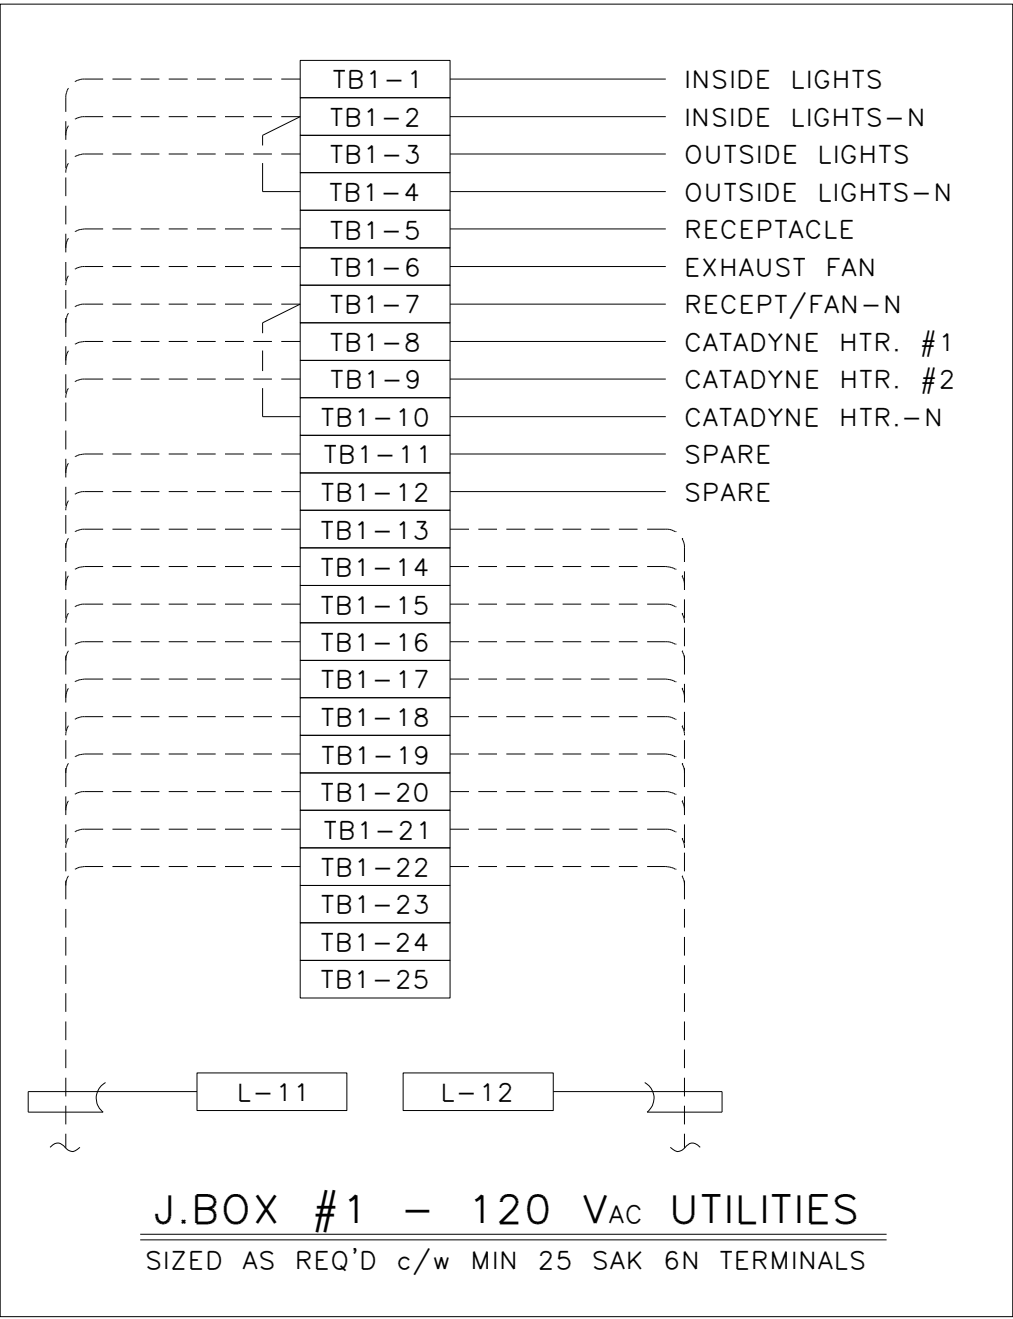 TB1-1 INSIDE LIGHTS
TB1-2 INSIDE LIGHTS-N
TB1-3 OUTSIDE LIGHTS
TB1-4 OUTSIDE LIGHTS-N
TB1-5 RECEPTACLE
TB1-6 EXHAUST FAN
TB1-7 RECEPT/FAN-N
TB1-8 CATADYNE HTR. #1
TB1-9 CATADYNE HTR. #2
TB1-10 CATADYNE HTR.-N
TB1-11 SPARE
TB1-12 SPARE
TB1-13
TB1-14
TB1-15
TB1-16
TB1-17
TB1-18
TB1-19
TB1-20
TB1-21
TB1-22
TB1-23
TB1-24
TB1-25
L-11 L-12
J.BOX #1 - 120 VAC UTILITIES
SIZED AS REQ'D c/w MIN 25 SAK 6N TERMINALS